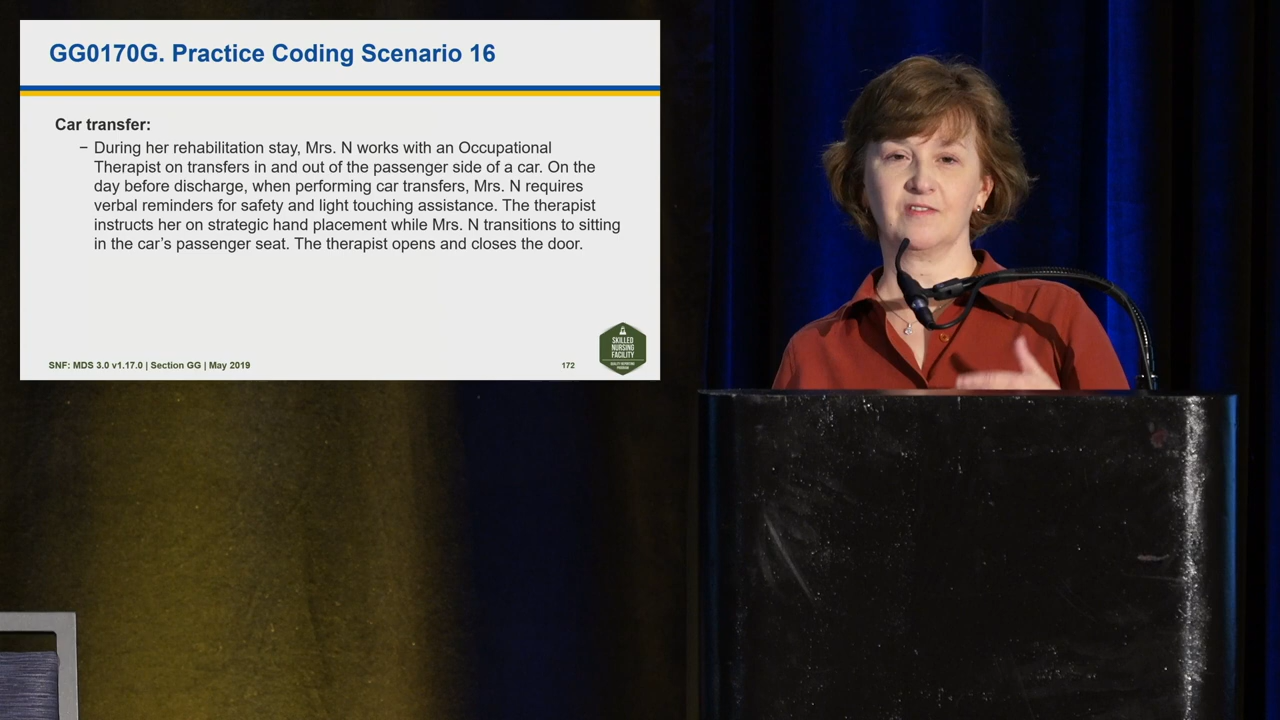 GG0170G. Practice Coding Scenario 16
Car transfer:
– During her rehabilitation stay, Mrs. N works with an Occupational
Therapist on transfers in and out of the passenger side of a car. On the
day before discharge, when performing car transfers, Mrs. N requires
verbal reminders for safety and light touching assistance. The therapist
instructs her on strategic hand placement while Mrs. N transitions to sitting
in the car's passenger seat. The therapist opens and closes the door.
SNF: MDS 3.0 v1.17.0 | Section GG | May 2019
172
SKILLED
NURSING
FACILITY
QUALITY REPORTING
PROGRAM